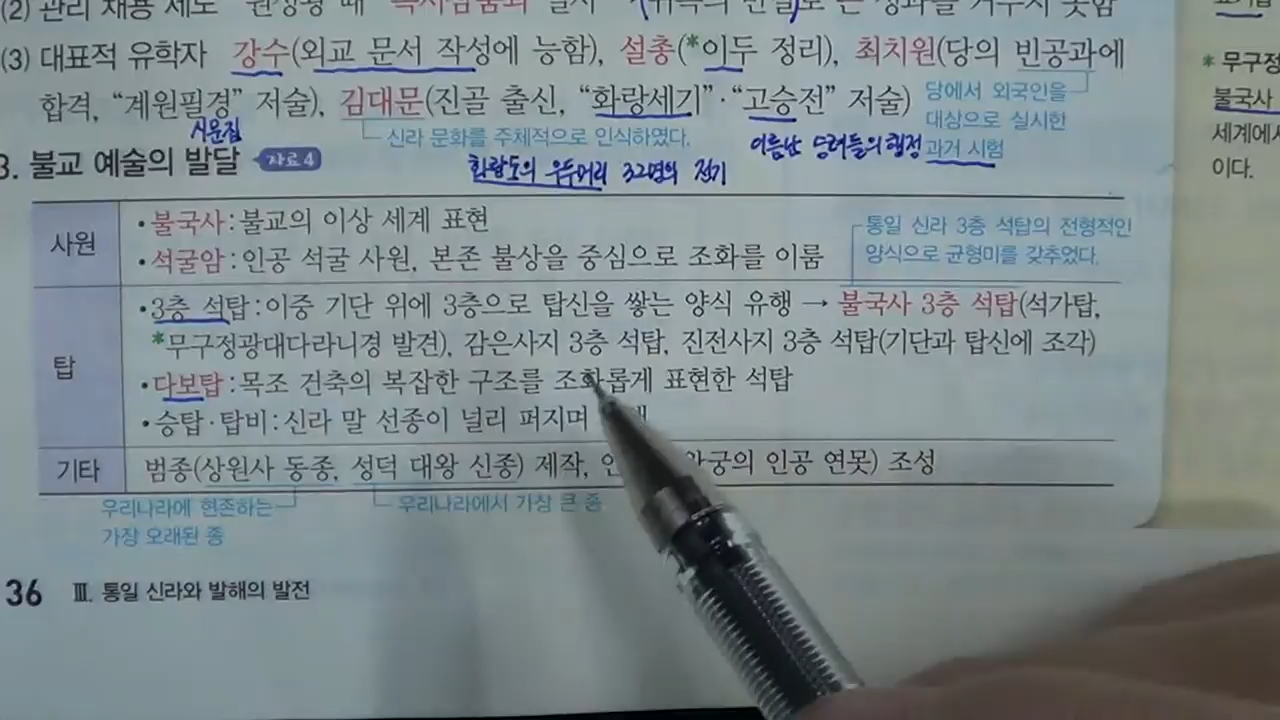 (2) 관리 채용 제도
(3) 대표적 유학자 강수(외교 문서 작성에 능함), 설총(*이두 정리), 최치원(당의 빈공과에
합격, “계원필경” 저술), 김대문(진골 출신, “화랑세기”·“고승전” 저술)
당에서 외국인을
대상으로 실시한
과거 시험
시문집
신라 문화를 주체적으로 인식하였다.
화랑도의 우두머리 32명의 전기
이름난 승려들의 행정
3. 불교 예술의 발달 자료 4
사원
•불국사:불교의 이상 세계 표현
•석굴암:인공 석굴 사원, 본존 불상을 중심으로 조화를 이룸
통일 신라 3층 석탑의 전형적인
양식으로 균형미를 갖추었다.
탑
•3층 석탑:이중 기단 위에 3층으로 탑신을 쌓는 양식 유행 → 불국사 3층 석탑(석가탑,
*무구정광대다라니경 발견), 감은사지 3층 석탑, 진전사지 3층 석탑(기단과 탑신에 조각)
•다보탑:목조 건축의 복잡한 구조를 조화롭게 표현한 석탑
•승탑·탑비:신라 말 선종이 널리 퍼지며
기타
범종(상원사 동종, 성덕 대왕 신종) 제작, 왕궁의 인공 연못) 조성
우리나라에 현존하는
가장 오래된 종
우리나라에서 가장 큰 종
36 Ⅲ. 통일 신라와 발해의 발전
* 무구정
불국사
세계에서
이다.